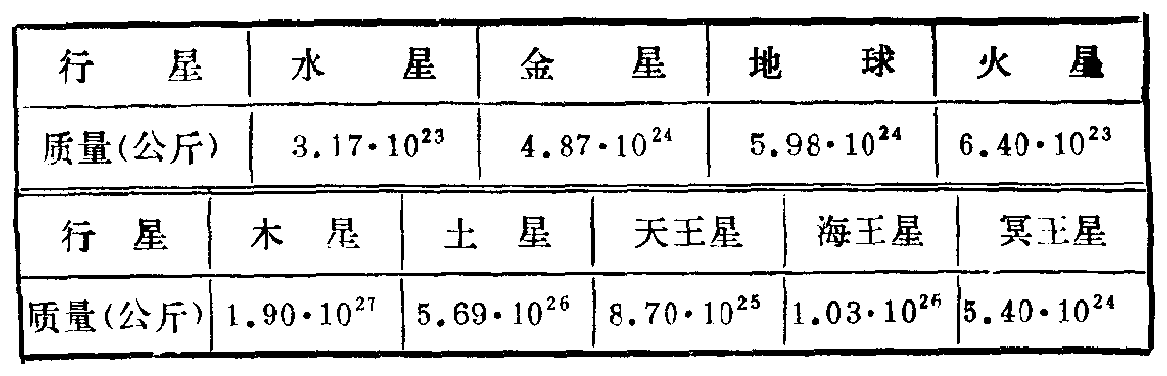 行 星 水 星 金 星 地 球 火 星
质量(公斤) 3.17·10²³ 4.87·10²⁴ 5.98·10²⁴ 6.40·10²³
行 星 木 星 土 星 天王星 海王星 冥王星
质量(公斤) 1.90·10²⁷ 5.69·10²⁶ 8.70·10²⁵ 1.03·10²⁶ 5.40·10²⁴